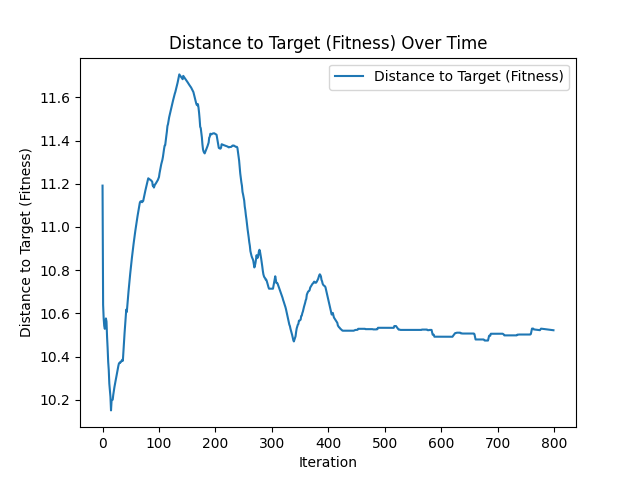 Distance to Target (Fitness) Over Time
Distance to Target (Fitness)
11.6
11.4
11.2
11.0
10.8
10.6
10.4
10.2
Distance to Target (Fitness)
0 100 200 300 400 500 600 700 800
Iteration